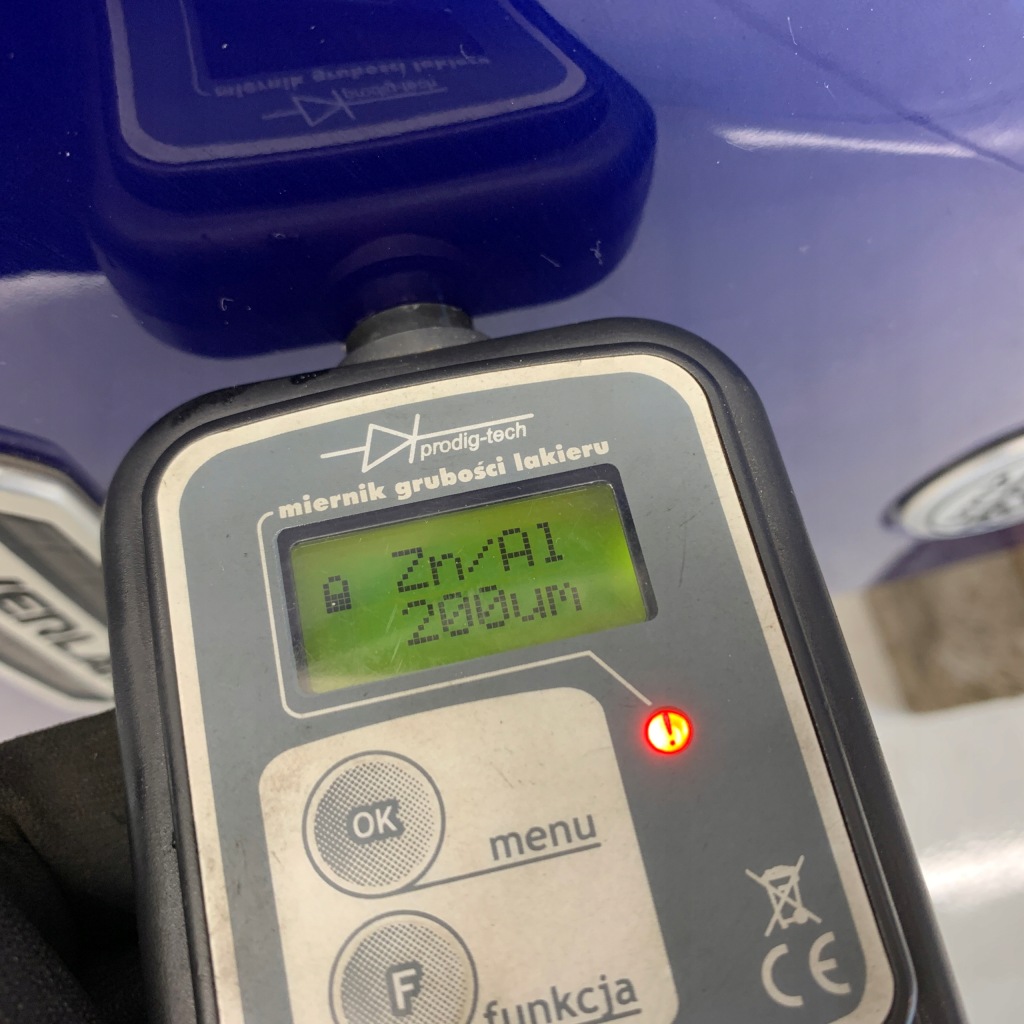 prodig-tech
miernik grubości lakieru
Zn/Al
200um
OK
menu
F
funkcja
CE